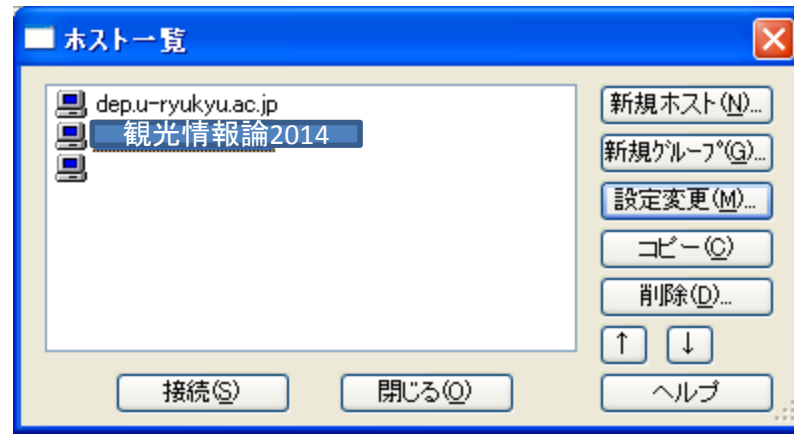 ホスト一覧
dep.u-ryukyu.ac.jp
観光情報論2014
新規ホスト(N)...
新規グループ(G)...
設定変更(M)...
コピー(C)
削除(D)...
↑ ↓
接続(S) 閉じる(O) ヘルプ